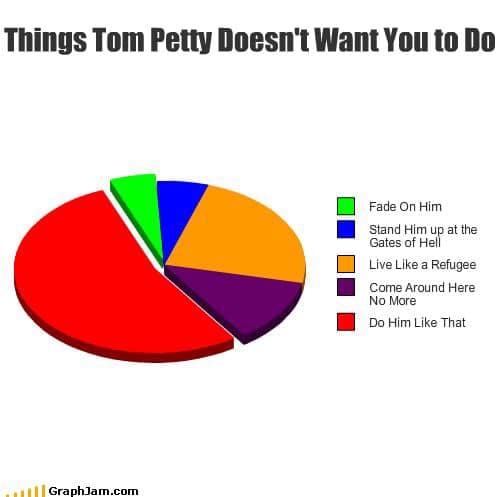 Things Tom Petty Doesn't Want You to Do
Fade On Him
Stand Him up at the
Gates of Hell
Live Like a Refugee
Come Around Here
No More
Do Him Like That
GraphJam.com